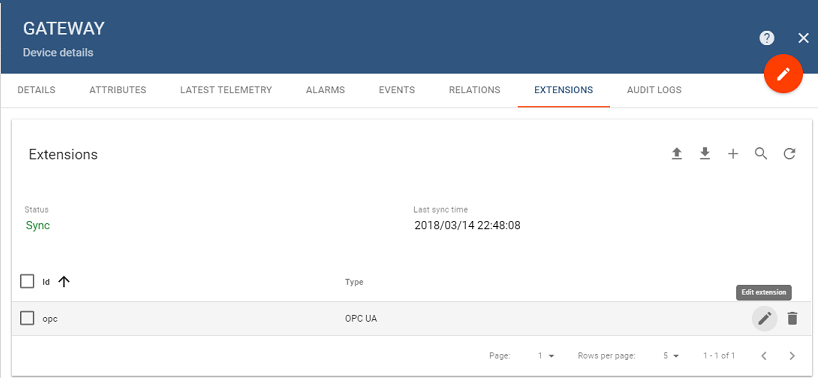 GATEWAY
Device details
DETAILS ATTRIBUTES LATEST TELEMETRY ALARMS EVENTS RELATIONS EXTENSIONS AUDIT LOGS
Extensions
Status Last sync time
Sync 2018/03/14 22:48:08
Id Type
Edit extension
opc OPC UA
Page: 1 Rows per page: 5 1 - 1 of 1